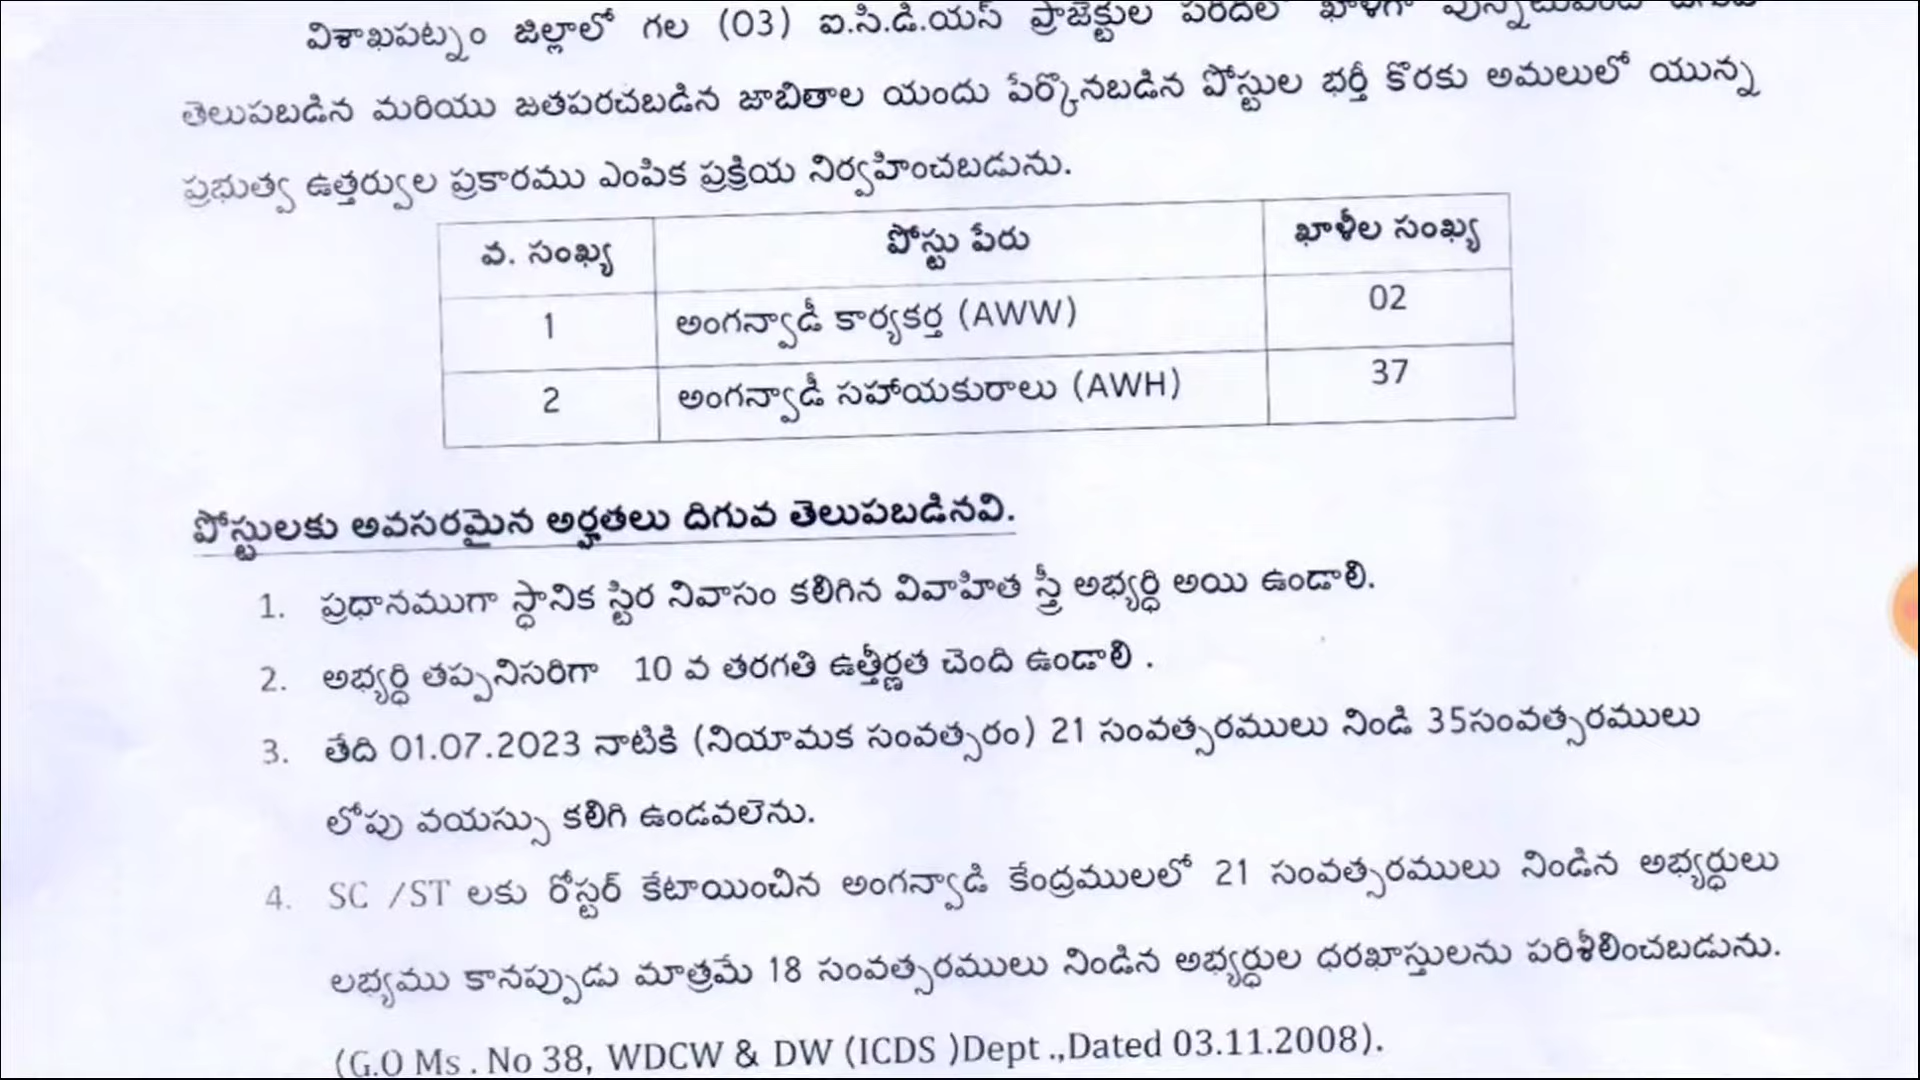 విశాఖపట్నం జిల్లాలో గల (03) ఐ.సి.డి.యస్ ప్రాజెక్టుల పరిదిలో ఖాళీగా
తెలుపబడిన మరియు జతపరచబడిన జాబితాల యందు పేర్కొనబడిన పోస్టుల భర్తీ కొరకు అమలులో యున్న
ప్రభుత్వ ఉత్తర్వుల ప్రకారము ఎంపిక ప్రక్రియ నిర్వహించబడును.
వ. సంఖ్య పోస్టు పేరు ఖాళీల సంఖ్య
1 అంగన్వాడీ కార్యకర్త (AWW) 02
2 అంగన్వాడీ సహాయకురాలు (AWH) 37
పోస్టులకు అవసరమైన అర్హతలు దిగువ తెలుపబడినవి.
1. ప్రధానముగా స్ధానిక స్టిర నివాసం కలిగిన వివాహిత స్త్రీ అభ్యర్ధి అయి ఉండాలి.
2. అభ్యర్ధి తప్పనిసరిగా 10 వ తరగతి ఉత్తీర్ణత చెంది ఉండాలి .
3. తేది 01.07.2023 నాటికి (నియామక సంవత్సరం) 21 సంవత్సరములు నిండి 35సంవత్సరములు
లోపు వయస్సు కలిగి ఉండవలెను.
4. SC /ST లకు రోస్టర్ కేటాయించిన అంగన్వాడి కేంద్రములలో 21 సంవత్సరములు నిండిన అభ్యర్ధులు
లభ్యము కానప్పుడు మాత్రమే 18 సంవత్సరములు నిండిన అభ్యర్ధుల ధరఖాస్తులను పరిశీలించబడును.
(G.O Ms . No 38, WDCW & DW (ICDS )Dept .,Dated 03.11.2008).